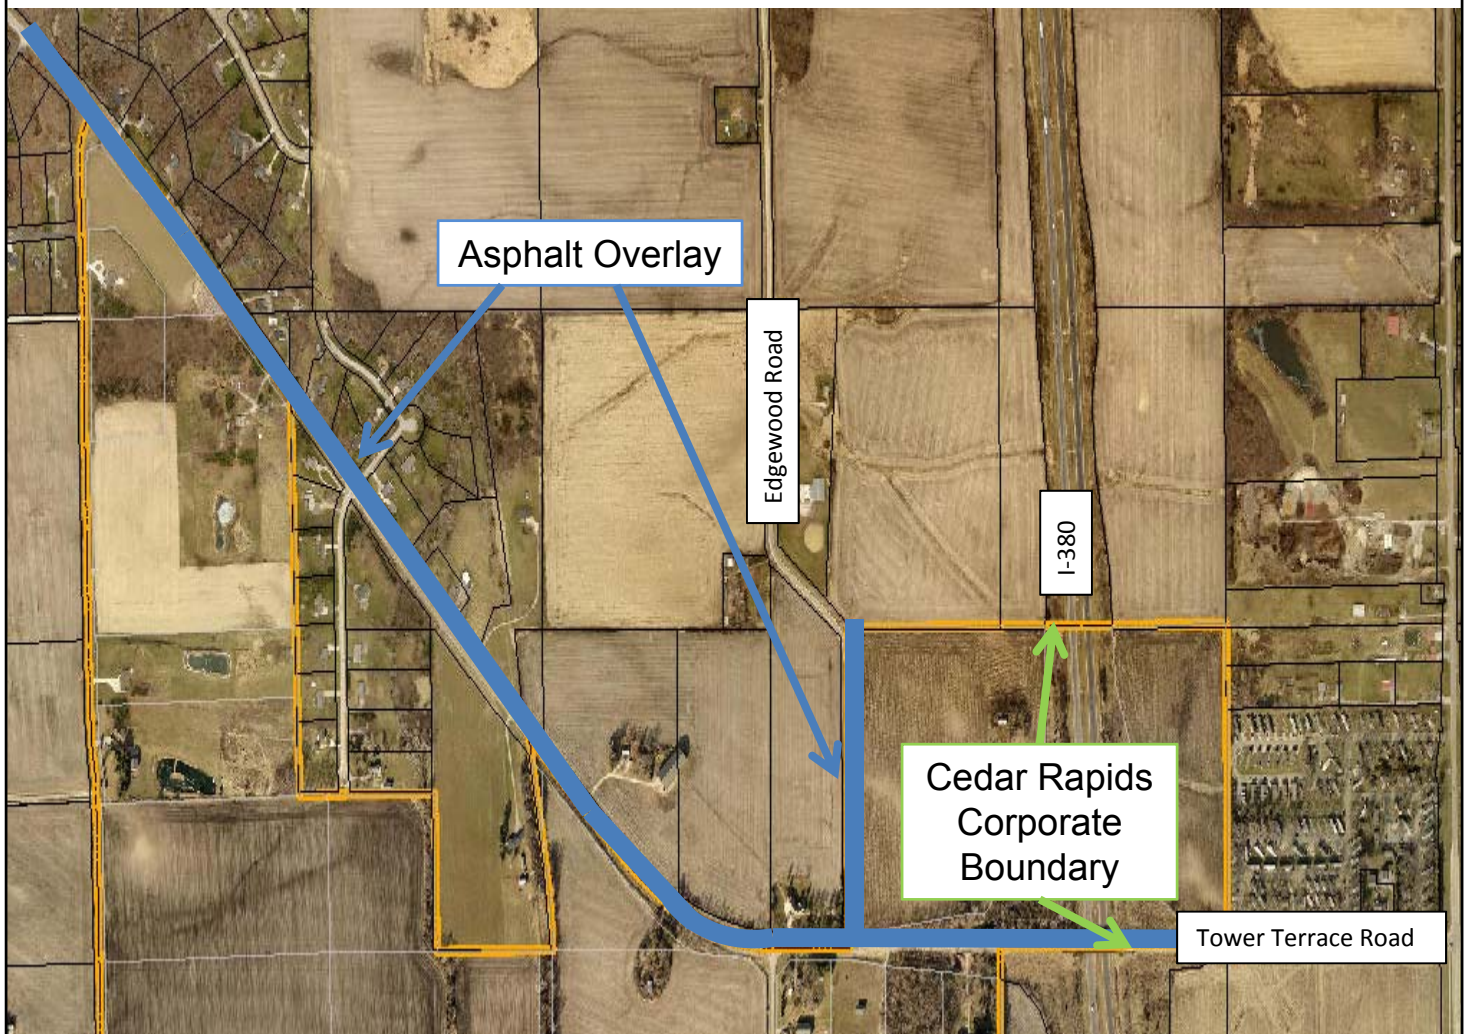 Asphalt Overlay
Edgewood Road
I-380
Cedar Rapids
Corporate
Boundary
Tower Terrace Road